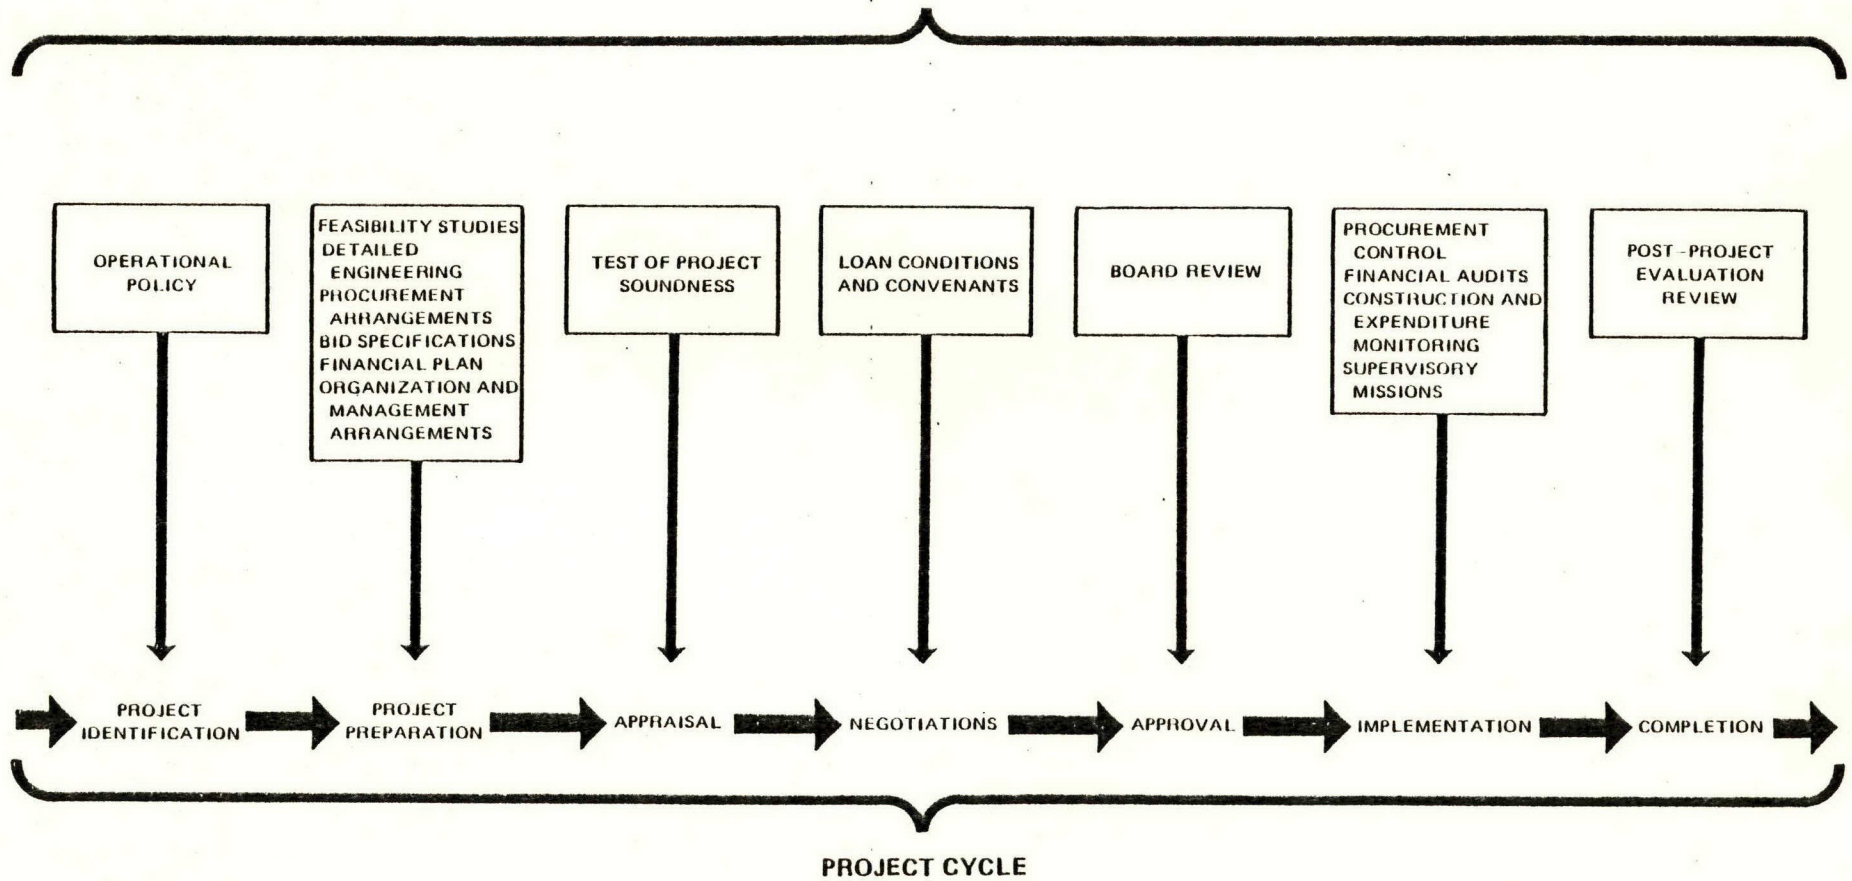 OPERATIONAL
POLICY
FEASIBILITY STUDIES
DETAILED
ENGINEERING
PROCUREMENT
ARRANGEMENTS
BID SPECIFICATIONS
FINANCIAL PLAN
ORGANIZATION AND
MANAGEMENT
ARRANGEMENTS
TEST OF PROJECT
SOUNDNESS
LOAN CONDITIONS
AND CONVENANTS
BOARD REVIEW
PROCUREMENT
CONTROL
FINANCIAL AUDITS
CONSTRUCTION AND
EXPENDITURE
MONITORING
SUPERVISORY
MISSIONS
POST-PROJECT
EVALUATION
REVIEW
PROJECT
IDENTIFICATION
PROJECT
PREPARATION
APPRAISAL
NEGOTIATIONS
APPROVAL
IMPLEMENTATION
COMPLETION
PROJECT CYCLE